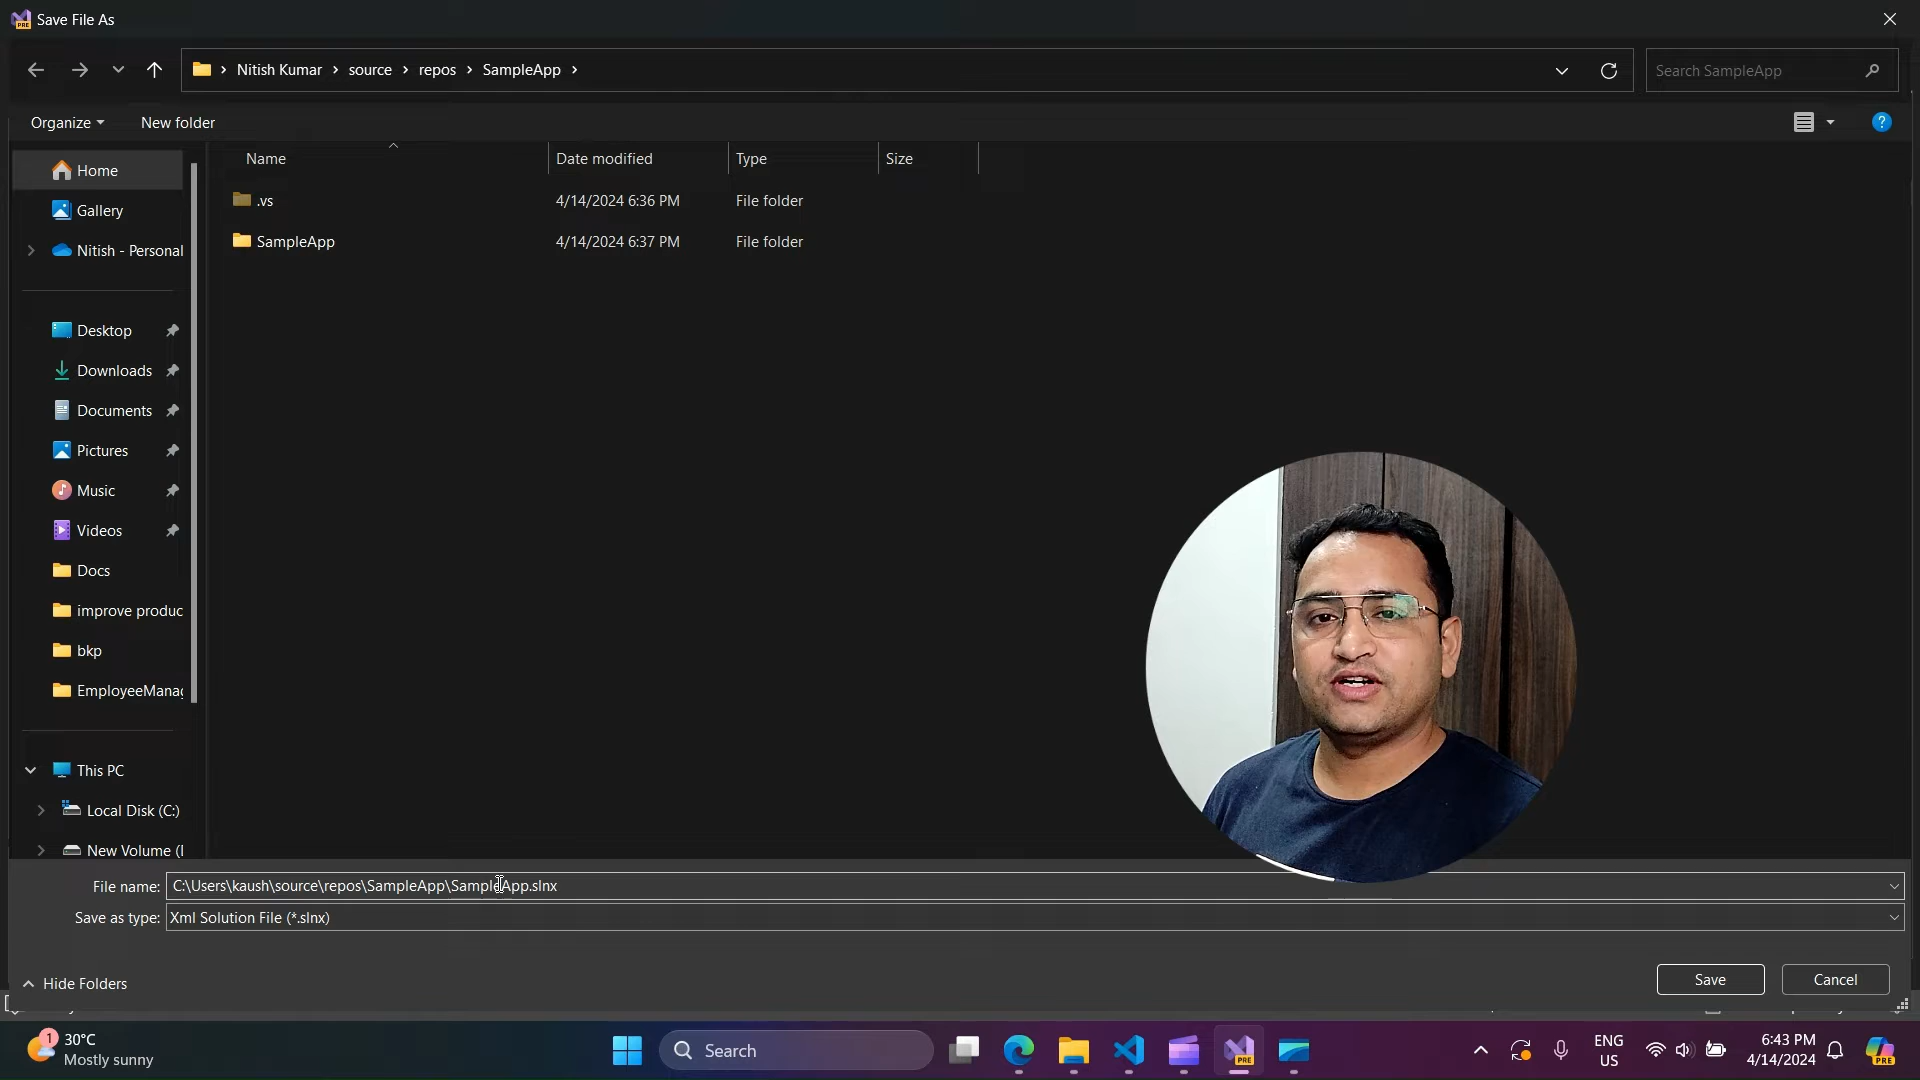 Save File As
Nitish Kumar › source › repos › SampleApp ›
Search SampleApp
Organize
New folder
Name
Date modified
Type
Size
.vs
4/14/2024 6:36 PM
File folder
SampleApp
4/14/2024 6:37 PM
File folder
Home
Gallery
Nitish - Personal
Desktop
Downloads
Documents
Pictures
Music
Videos
Docs
improve produc
bkp
EmployeeManag
This PC
Local Disk (C:)
New Volume (
File name: C:\Users\kaush\source\repos\SampleApp\SampleApp.slnx
Save as type: Xml Solution File (*.slnx)
Hide Folders
Save
Cancel
1
30°C
Mostly sunny
Search
PRE
ENG
US
6:43 PM
4/14/2024
PRE